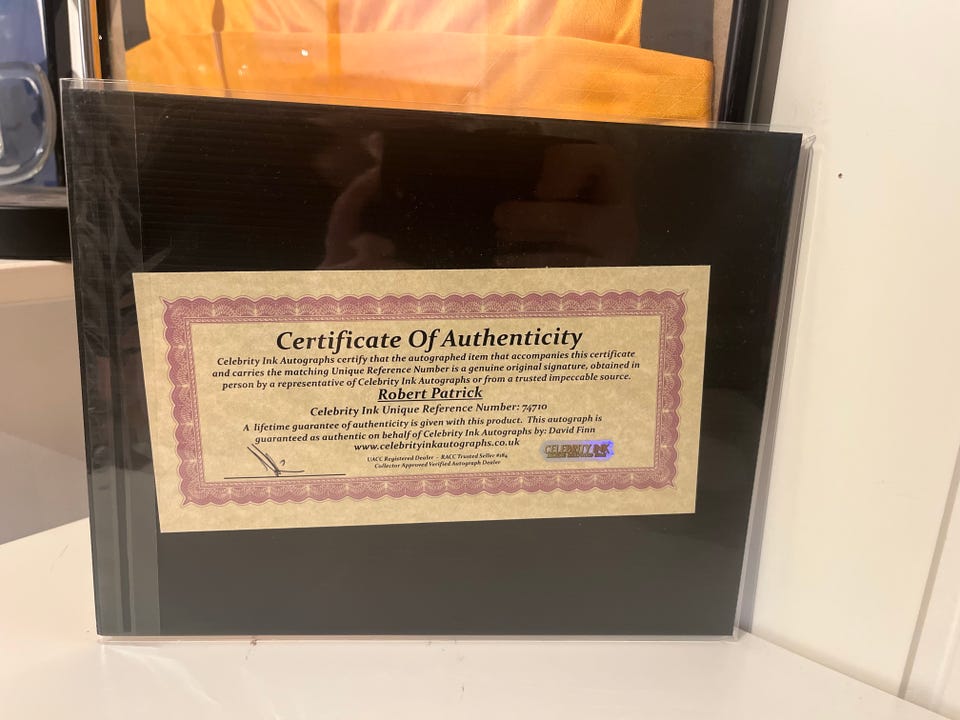 Certificate Of Authenticity
Celebrity Ink Autographs certify that the autographed item that accompanies this certificate
and carries the matching Unique Reference Number is a genuine original signature, obtained in
person by a representative of Celebrity Ink Autographs or from a trusted impeccable source.
Robert Patrick
Celebrity Ink Unique Reference Number: 74710
A lifetime guarantee of authenticity is given with this product. This autograph is
guaranteed as authentic on behalf of Celebrity Ink Autographs by: David Finn
www.celebrityinkautographs.co.uk
CELEBRITY INK
UACC Registered Dealer - RACC Trusted Seller #184
Collector Approved Verified Autograph Dealer